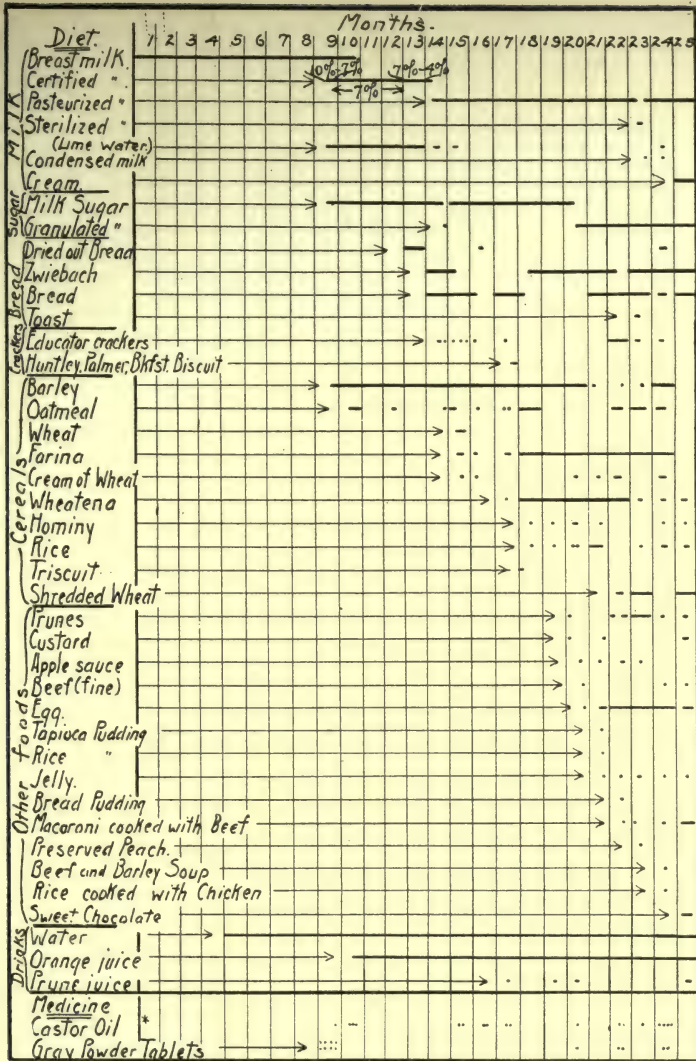 Months.
Diet. 1 2 3 4 5 6 7 8 9 10 11 12 13 14 15 16 17 18 19 20 21 22 23 24 25
Milk
Breast milk.
Certified " 10%-7% 7%-4%
7%
Pasteurized "
Sterilized "
(Lime water.)
Condensed milk
Cream.
Sugar
Milk Sugar
Granulated "
Bread
Dried out Bread
Zwiebach
Bread
Toast
Crackers
Educator crackers
Huntley, Palmer, Bkfst. Biscuit
Cereals
Barley
Oatmeal
Wheat
Farina
Cream of Wheat
Wheatena
Hominy
Rice
Triscuit
Shredded Wheat
Other foods
Prunes
Custard
Apple sauce
Beef (fine)
Egg.
Tapioca Pudding
Rice "
Jelly.
Bread Pudding
Macaroni cooked with Beef
Preserved Peach.
Beef and Barley Soup
Rice cooked with Chicken
Sweet Chocolate
Drinks
Water
Orange juice
Prune juice
Medicine
Castor Oil *
Gray Powder Tablets